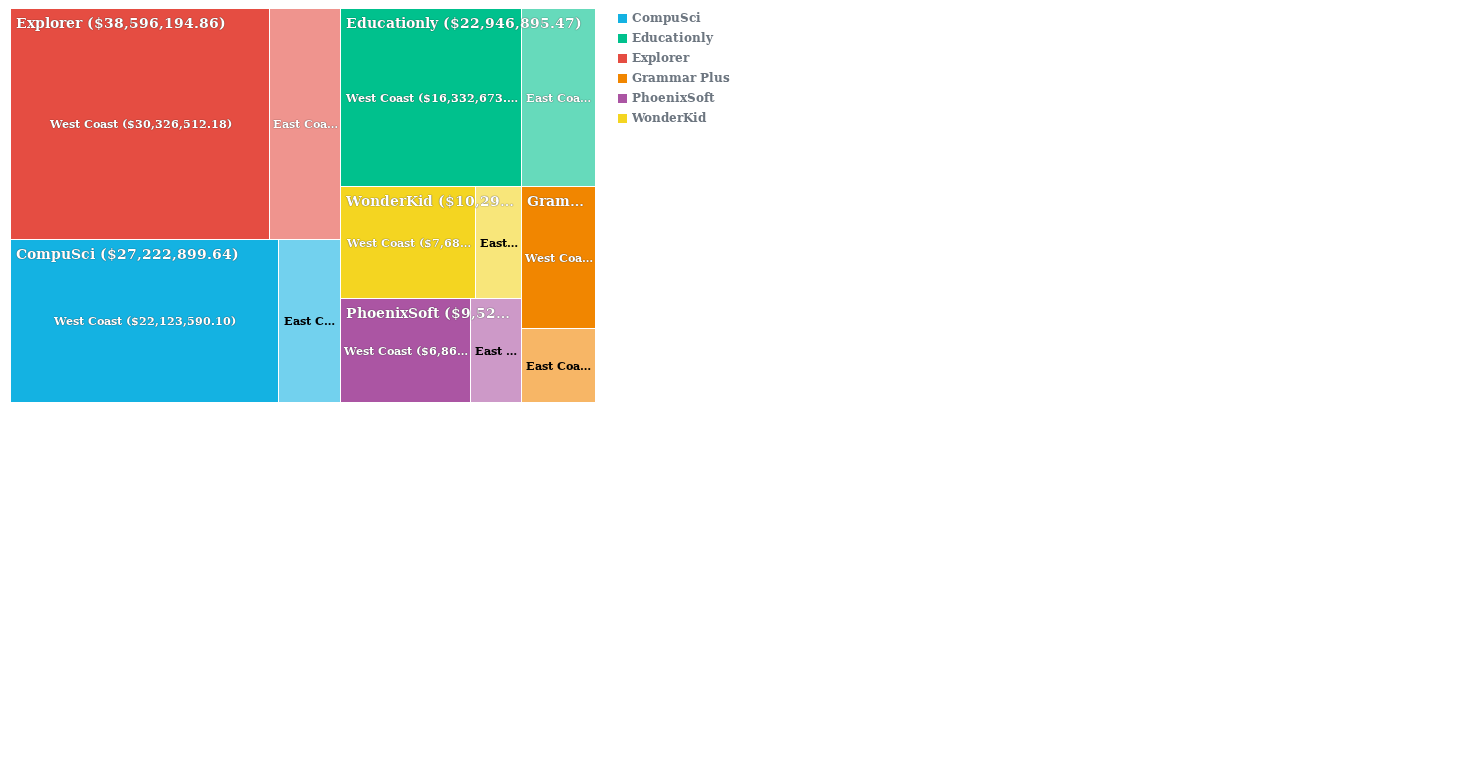 Explorer ($38,596,194.86)
West Coast ($30,326,512.18)
East Coa...
CompuSci ($27,222,899.64)
West Coast ($22,123,590.10)
East C...
Educationly ($22,946,895.47)
West Coast ($16,332,673....
East Coa...
WonderKid ($10,29...
West Coast ($7,68...
East...
Gram...
West Coa...
East Coa...
PhoenixSoft ($9,52...
West Coast ($6,86...
East ...
CompuSci
Educationly
Explorer
Grammar Plus
PhoenixSoft
WonderKid